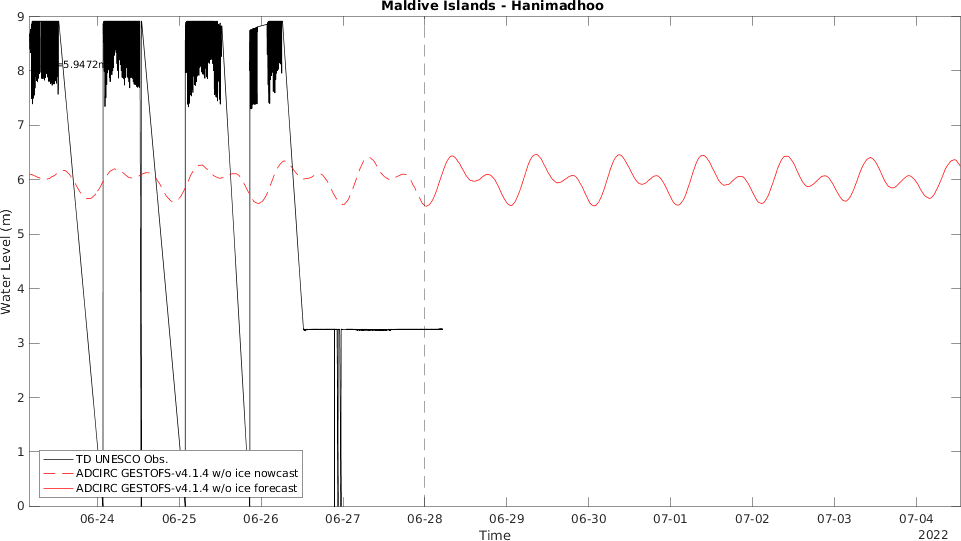 Maldive Islands - Hanimadhoo
9
8
7
6
5
4
3
2
1
0
Water Level (m)
=5.9472m
TD UNESCO Obs.
ADCIRC GESTOFS-v4.1.4 w/o ice nowcast
ADCIRC GESTOFS-v4.1.4 w/o ice forecast
06-24 06-25 06-26 06-27 06-28 06-29 06-30 07-01 07-02 07-03 07-04
Time
2022